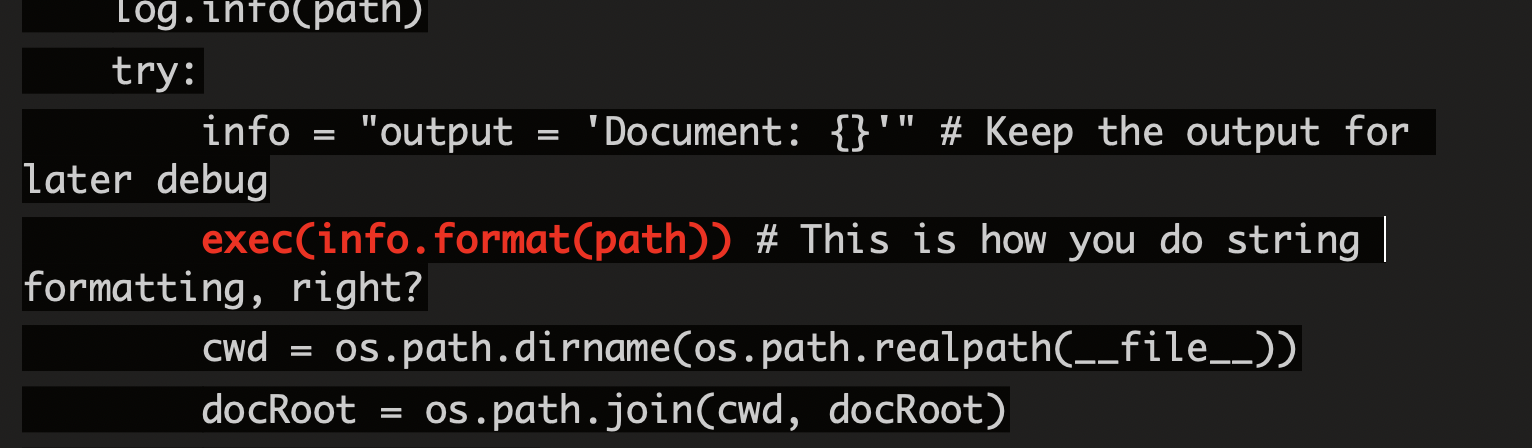 log.info(path)
try:
info = "output = 'Document: {}'" # Keep the output for
later debug
exec(info.format(path)) # This is how you do string
formatting, right?
cwd = os.path.dirname(os.path.realpath(__file__))
docRoot = os.path.join(cwd, docRoot)